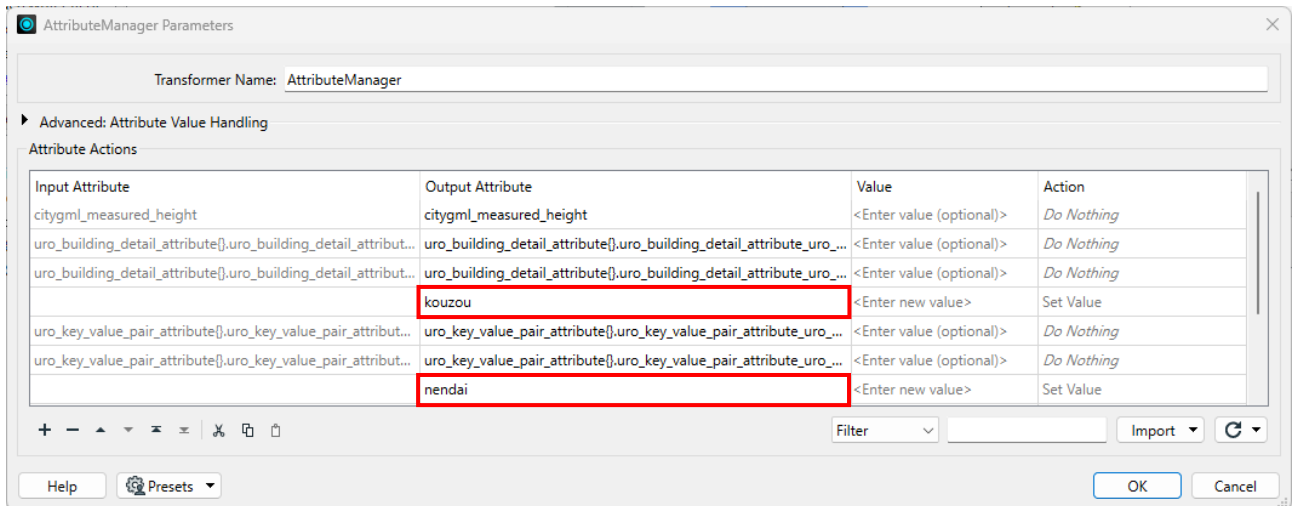 AttributeManager Parameters
Transformer Name: AttributeManager
Advanced: Attribute Value Handling
Attribute Actions
Input Attribute Output Attribute Value Action
citygml_measured_height citygml_measured_height <Enter value (optional)> Do Nothing
uro_building_detail_attribute{}.uro_building_detail_attribut... uro_building_detail_attribute{}.uro_building_detail_attribute_uro_... <Enter value (optional)> Do Nothing
uro_building_detail_attribute{}.uro_building_detail_attribut... uro_building_detail_attribute{}.uro_building_detail_attribute_uro_... <Enter value (optional)> Do Nothing
kouzou <Enter new value> Set Value
uro_key_value_pair_attribute{}.uro_key_value_pair_attribut... uro_key_value_pair_attribute{}.uro_key_value_pair_attribute_uro_... <Enter value (optional)> Do Nothing
uro_key_value_pair_attribute{}.uro_key_value_pair_attribut... uro_key_value_pair_attribute{}.uro_key_value_pair_attribute_uro_... <Enter value (optional)> Do Nothing
nendai <Enter new value> Set Value
Filter Import
Help Presets OK Cancel